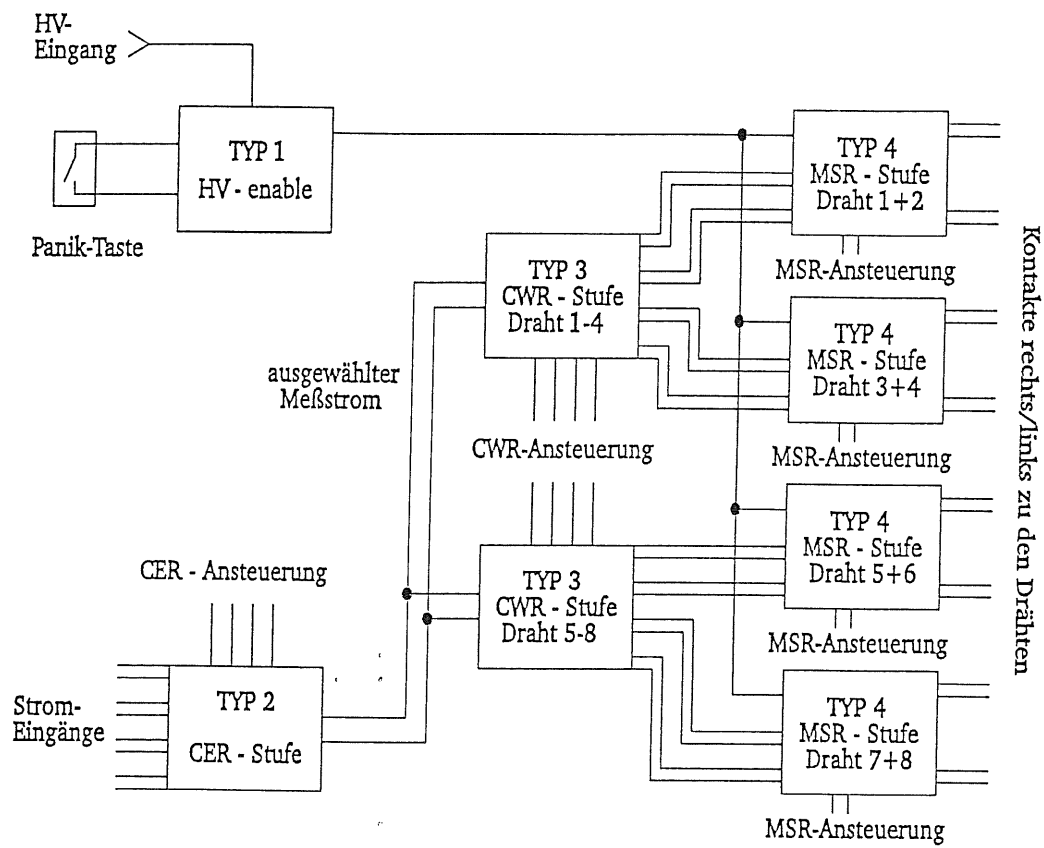 HV-
Eingang
TYP 1
HV - enable
Panik-Taste
TYP 4
MSR - Stufe
Draht 1+2
MSR-Ansteuerung
TYP 3
CWR - Stufe
Draht 1-4
TYP 4
MSR - Stufe
Draht 3+4
MSR-Ansteuerung
ausgewählter
Meßstrom
CWR-Ansteuerung
TYP 4
MSR - Stufe
Draht 5+6
MSR-Ansteuerung
CER - Ansteuerung
TYP 3
CWR - Stufe
Draht 5-8
Strom-
Eingänge
TYP 2
CER - Stufe
TYP 4
MSR - Stufe
Draht 7+8
MSR-Ansteuerung
Kontakte rechts/links zu den Drähten